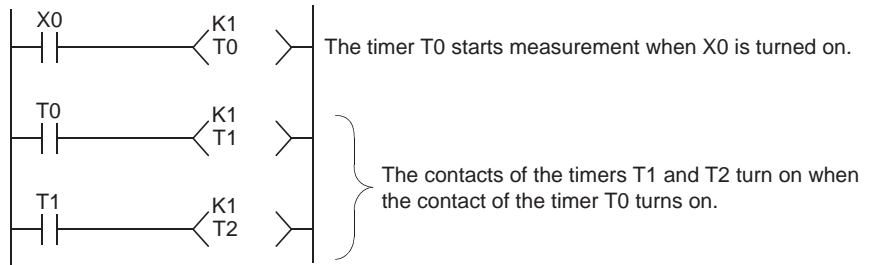 X0
K1
T0
The timer T0 starts measurement when X0 is turned on.
T0
K1
T1
The contacts of the timers T1 and T2 turn on when
the contact of the timer T0 turns on.
T1
K1
T2